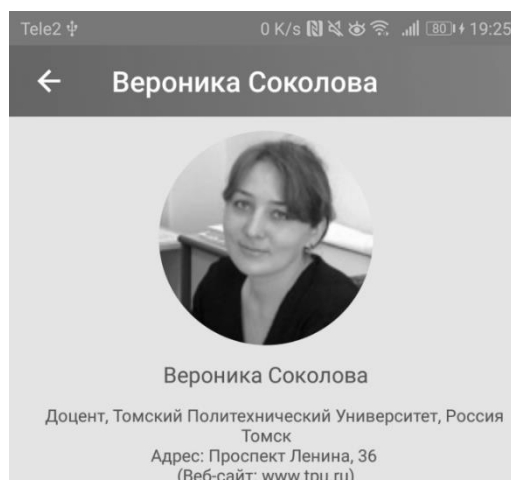 Tele2 0 K/s 80 19:25
Вероника Соколова
Вероника Соколова
Доцент, Томский Политехнический Университет, Россия
Томск
Адрес: Проспект Ленина, 36
(Веб-сайт: www.tpu.ru)